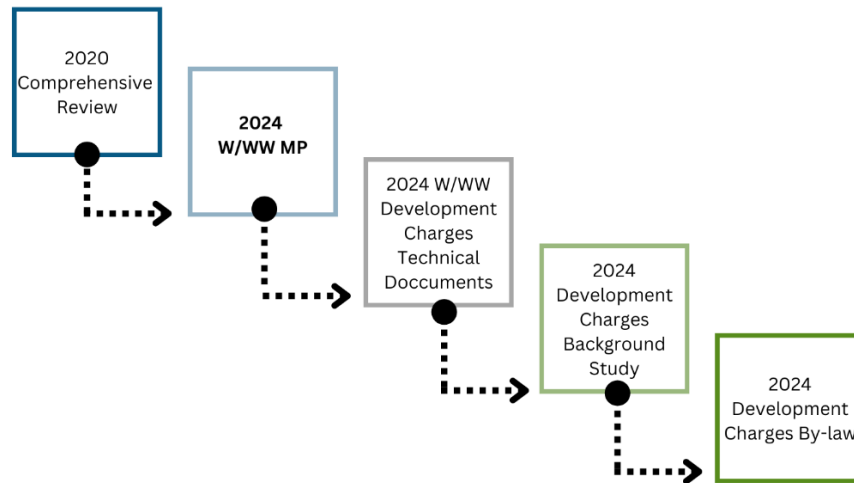 2020
Comprehensive
Review
2024
W/WW MP
2024 W/WW
Development
Charges
Technical
Doccuments
2024
Development
Charges
Background
Study
2024
Development
Charges By-law